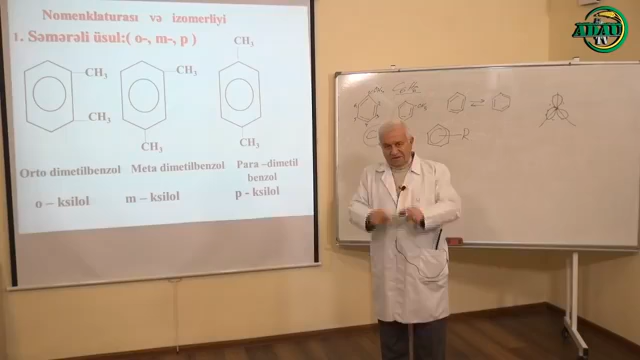 Nomenklaturası və izomerliyi
1. Səmərəli üsul:( o-, m-, p )
CH3
CH3
CH3
CH3
CH3
CH3
Orto dimetilbenzol
Meta dimetilbenzol
Para –dimetil
benzol
o – ksilol
m – ksilol
p - ksilol
ADAU
TV
R